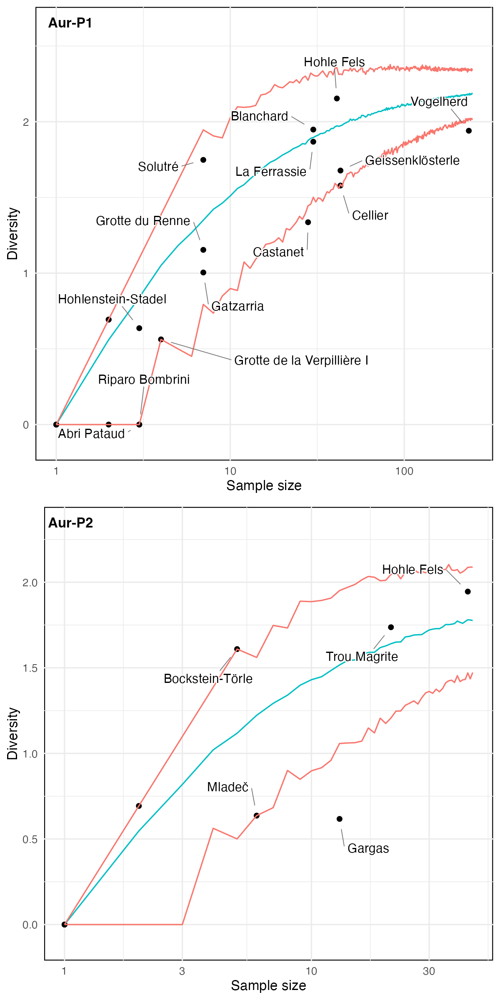 Aur-P1
Hohle Fels
Vogelherd
Blanchard
Solutré
Geissenklösterle
La Ferrassie
Cellier
Grotte du Renne
Castanet
Gatzarria
Hohlenstein-Stadel
Grotte de la Verpillière I
Riparo Bombrini
Abri Pataud
2
1
0
Diversity
1 10 100
Sample size
Aur-P2
Hohle Fels
Trou Magrite
Bockstein-Törle
Mladeč
Gargas
2.0
1.5
1.0
0.5
0.0
Diversity
1 3 10 30
Sample size